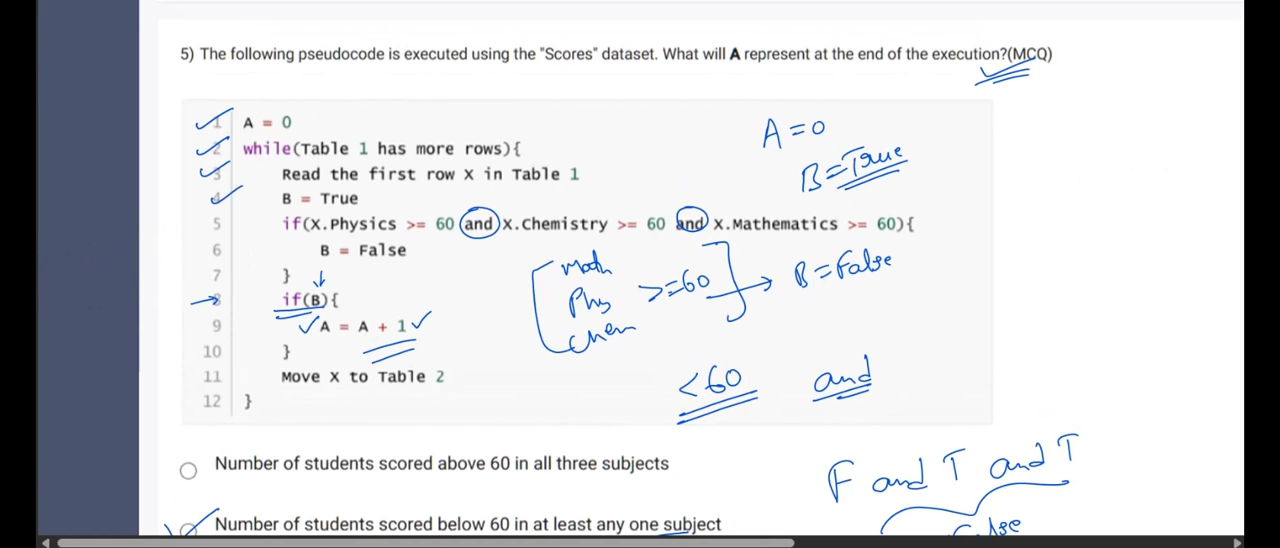 5) The following pseudocode is executed using the "Scores" dataset. What will A represent at the end of the execution?(MCQ)
1 A = 0
2 while(Table 1 has more rows){
3 Read the first row X in Table 1
4 B = True
5 if(X.Physics >= 60 and X.Chemistry >= 60 and X.Mathematics >= 60){
6 B = False
7 }
8 if(B){
9 A = A + 1
10 }
11 Move X to Table 2
12 }
A = 0
B = True
Math
Phy >= 60 B = False
Chem
< 60 and
F and T and T
False
Number of students scored above 60 in all three subjects
Number of students scored below 60 in at least any one subject